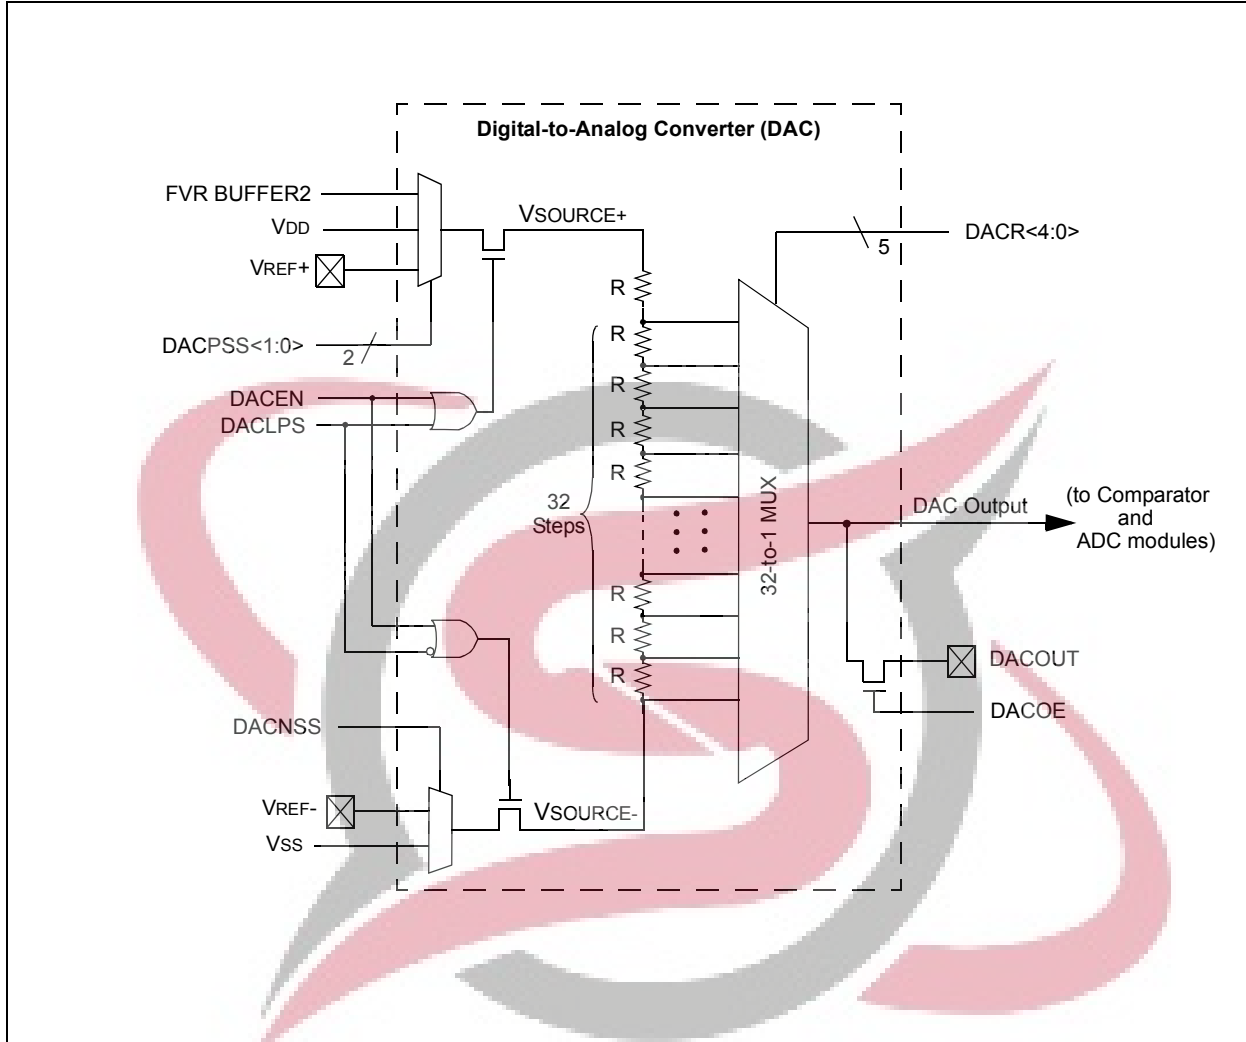 Digital-to-Analog Converter (DAC)
FVR BUFFER2
VDD
VREF+
VSOURCE+
DACR<4:0>
5
R
DACPSS<1:0>
2
R
R
DACEN
DACLPS
R
R
32
Steps
32-to-1 MUX
DAC Output
(to Comparator
and
ADC modules)
R
R
R
DACOUT
DACOE
DACNSS
VREF-
VSOURCE-
VSS